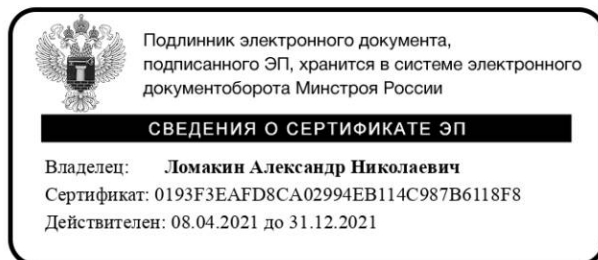 Подлинник электронного документа,
подписанного ЭП, хранится в системе электронного
документоборота Минстроя России
СВЕДЕНИЯ О СЕРТИФИКАТЕ ЭП
Владелец: Ломакин Александр Николаевич
Сертификат: 0193F3EAFD8CA02994EB114C987B6118F8
Действителен: 08.04.2021 до 31.12.2021